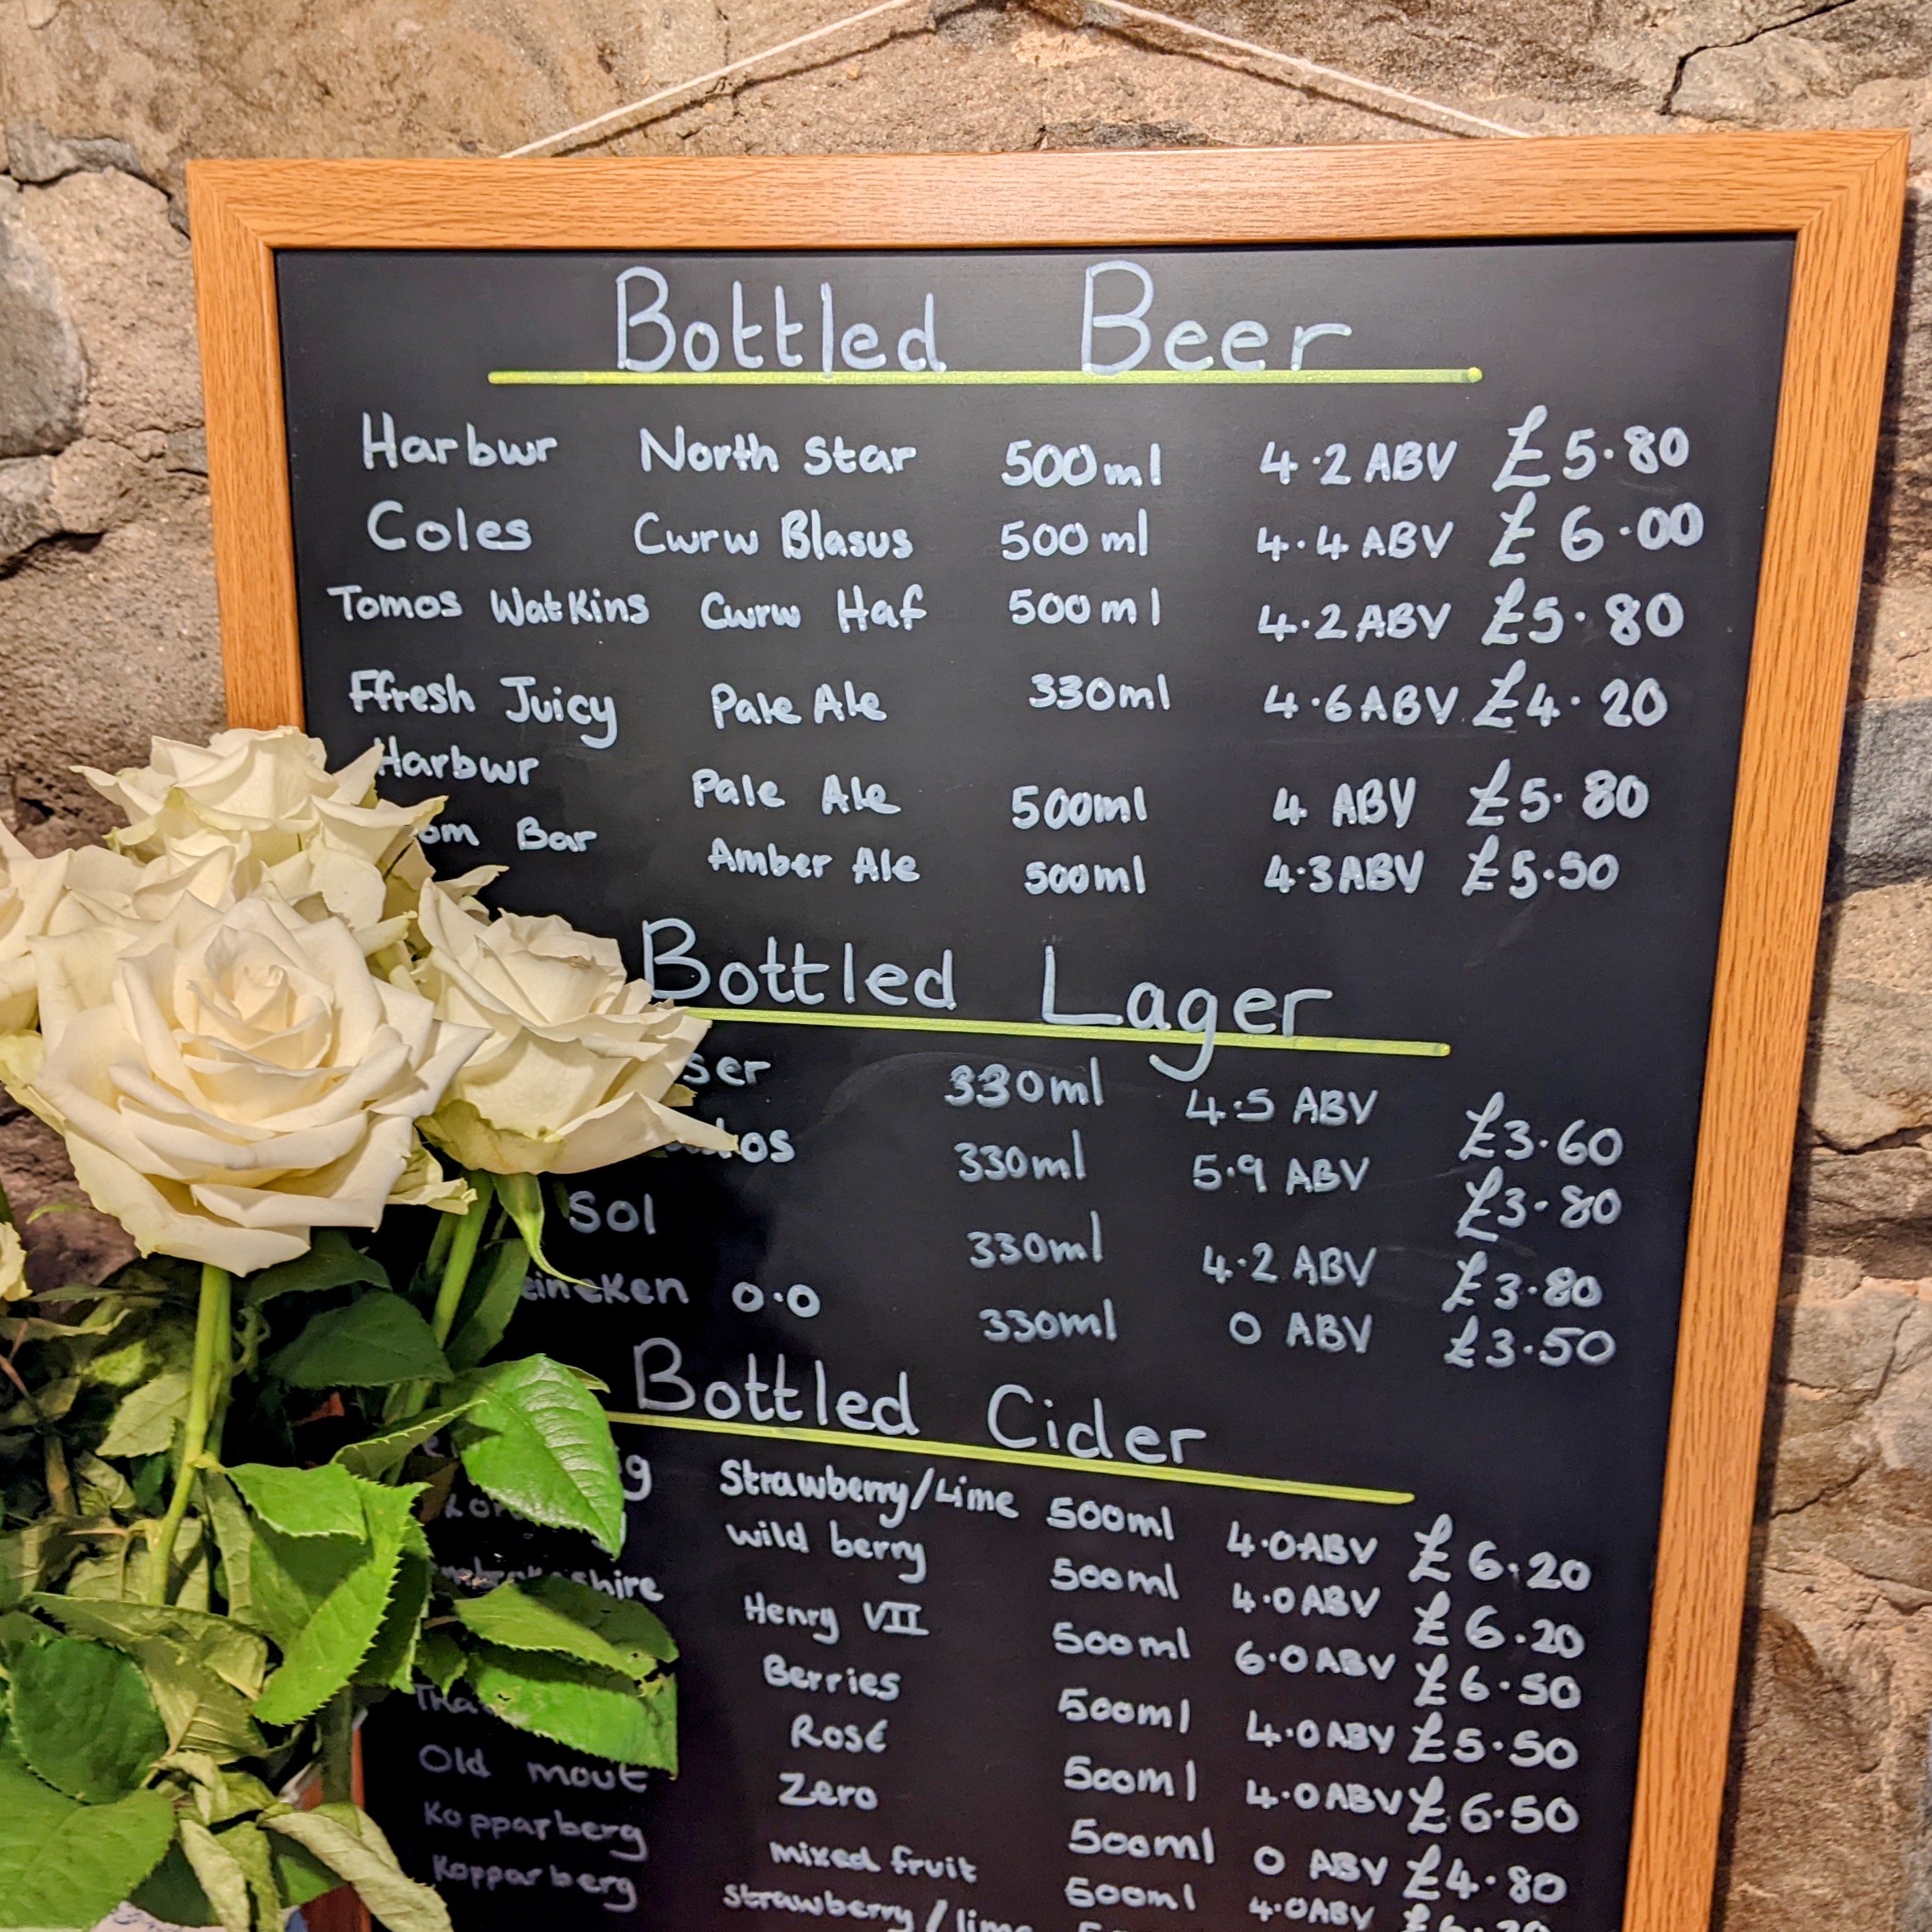 Bottled Beer
Harbwr North Star 500ml 4.2 ABV £5.80
Coles Cwrw Blasus 500ml 4.4 ABV £6.00
Tomos Watkins Cwrw Haf 500ml 4.2 ABV £5.80
Ffresh Juicy Pale Ale 330ml 4.6 ABV £4.20
Harbwr Pale Ale 500ml 4 ABV £5.80
Bar Amber Ale 500ml 4.3 ABV £5.50
Bottled Lager
330ml 4.5 ABV £3.60
330ml 5.9 ABV £3.80
Sol 330ml 4.2 ABV £3.80
0.0 330ml 0 ABV £3.50
Bottled Cider
Strawberry/Lime 500ml 4.0 ABV £6.20
Wild berry 500ml 4.0 ABV £6.20
Henry VII 500ml 6.0 ABV £6.50
Berries 500ml 4.0 ABV £5.50
Rosé 500ml 4.0 ABV £6.50
Old mout Zero 500ml 0 ABV £4.80
Kopparberg mixed fruit 500ml 4.0 ABV
Kopparberg strawberry/lime